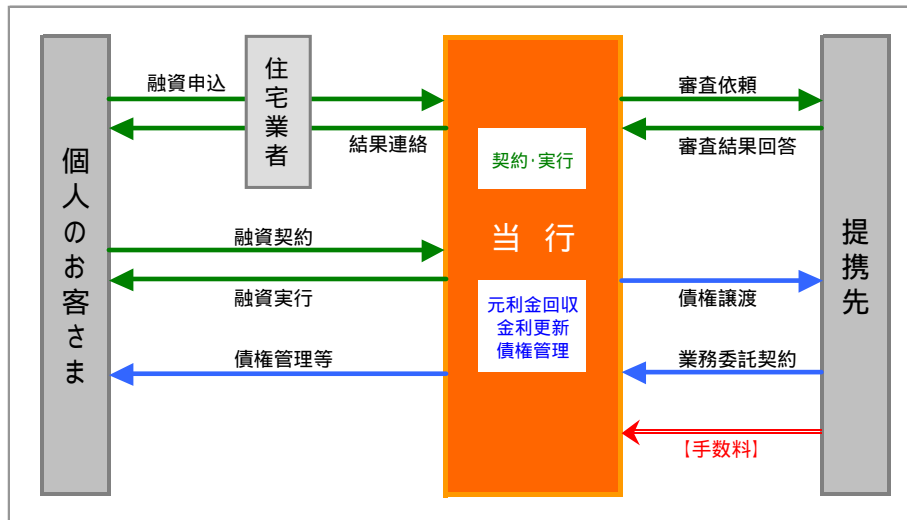 個人のお客さま
住宅業者
融資申込
結果連絡
融資契約
融資実行
債権管理等
契約・実行
当行
元利金回収
金利更新
債権管理
審査依頼
審査結果回答
債権譲渡
業務委託契約
【手数料】
提携先